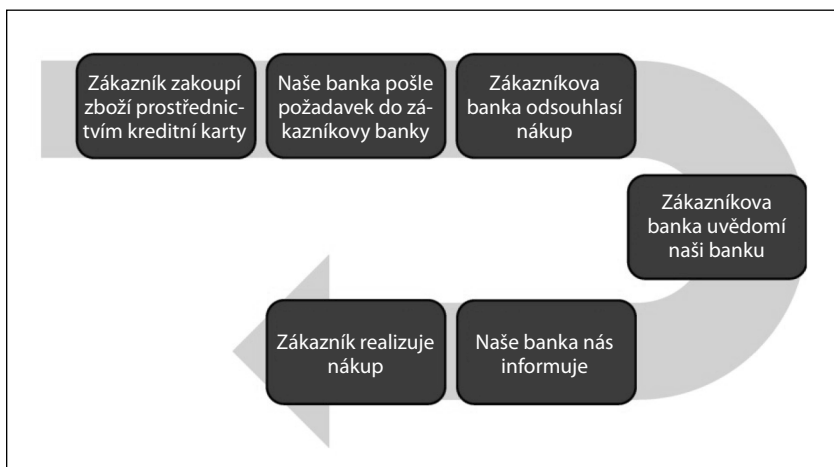 Zákazník zakoupí
zboží prostřednic-
tvím kreditní karty
Naše banka pošle
požadavek do zá-
kazníkovy banky
Zákazníkova
banka odsouhlasí
nákup
Zákazníkova
banka uvědomí
naši banku
Naše banka nás
informuje
Zákazník realizuje
nákup